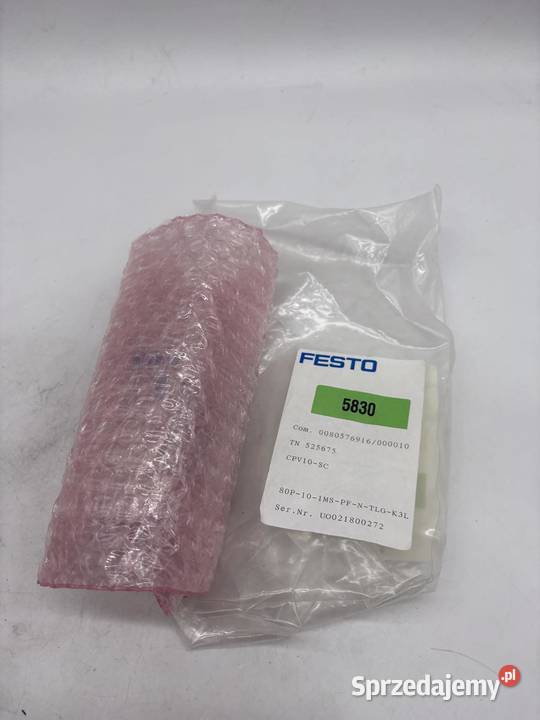 FESTO
5830
Com. 0080576916/000010
TN 525675
CPV10-SC
80P-10-1MS-PF-N-TLG-K3L
Ser.Nr. UO021800272
Sprzedajemy.pl